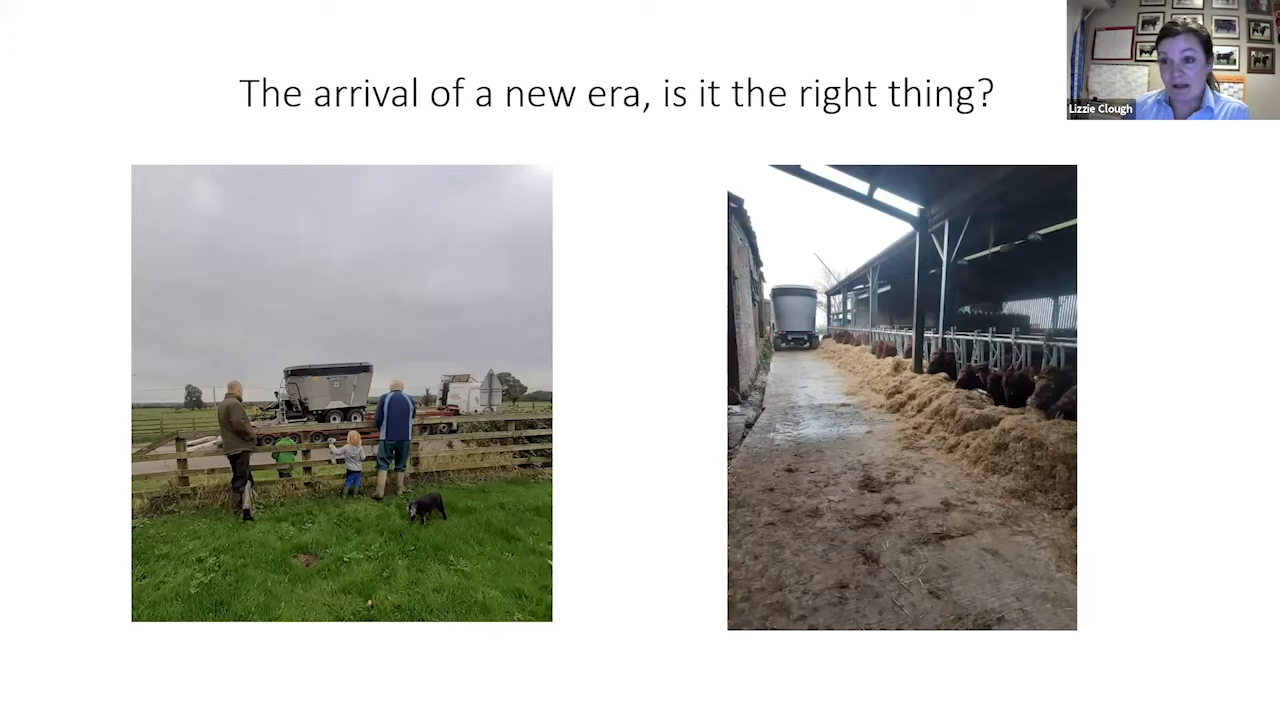 The arrival of a new era, is it the right thing?
Lizzie Clough